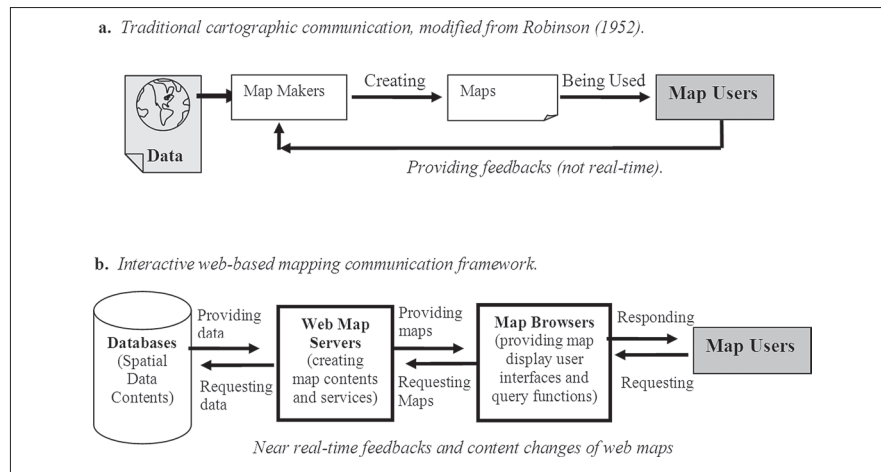 a. Traditional cartographic communication, modified from Robinson (1952).
Data
Map Makers
Creating
Maps
Being Used
Map Users
Providing feedbacks (not real-time).
b. Interactive web-based mapping communication framework.
Databases
(Spatial
Data
Contents)
Providing
data
Requesting
data
Web Map
Servers
(creating
map contents
and services)
Providing
maps
Requesting
Maps
Map Browsers
(providing map
display user
interfaces and
query functions)
Responding
Requesting
Map Users
Near real-time feedbacks and content changes of web maps